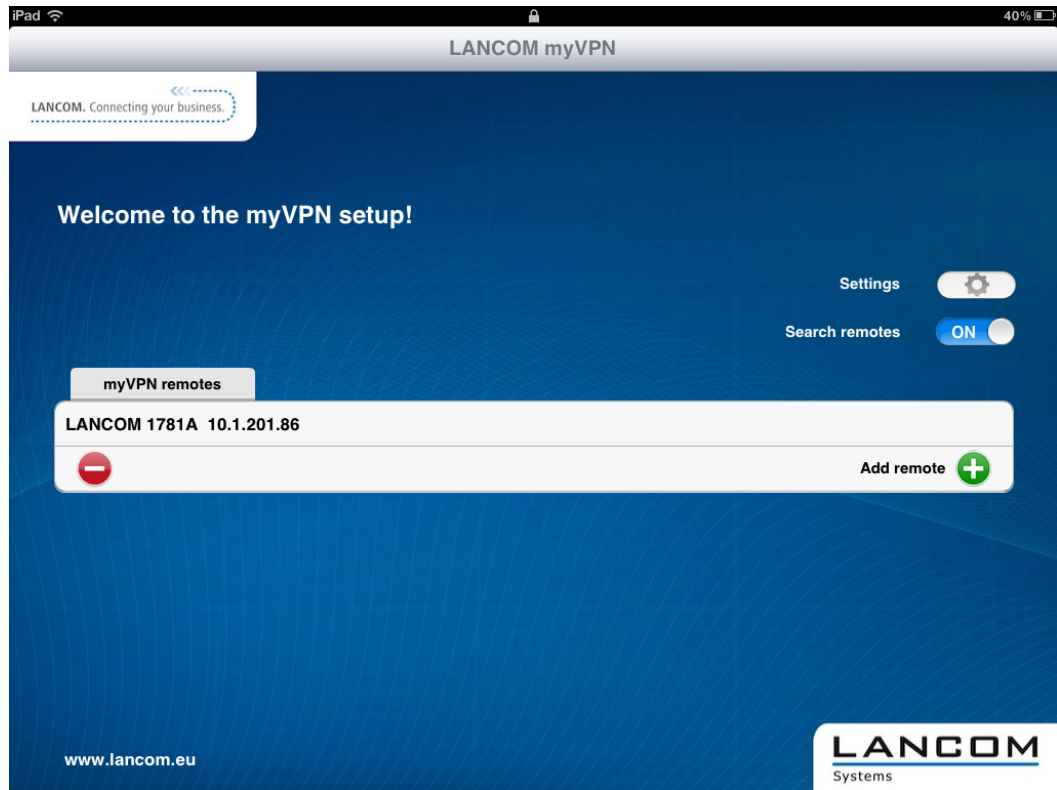 iPad 40%
LANCOM myVPN
LANCOM. Connecting your business.
Welcome to the myVPN setup!
Settings
Search remotes ON
myVPN remotes
LANCOM 1781A 10.1.201.86
Add remote
www.lancom.eu
LANCOM
Systems